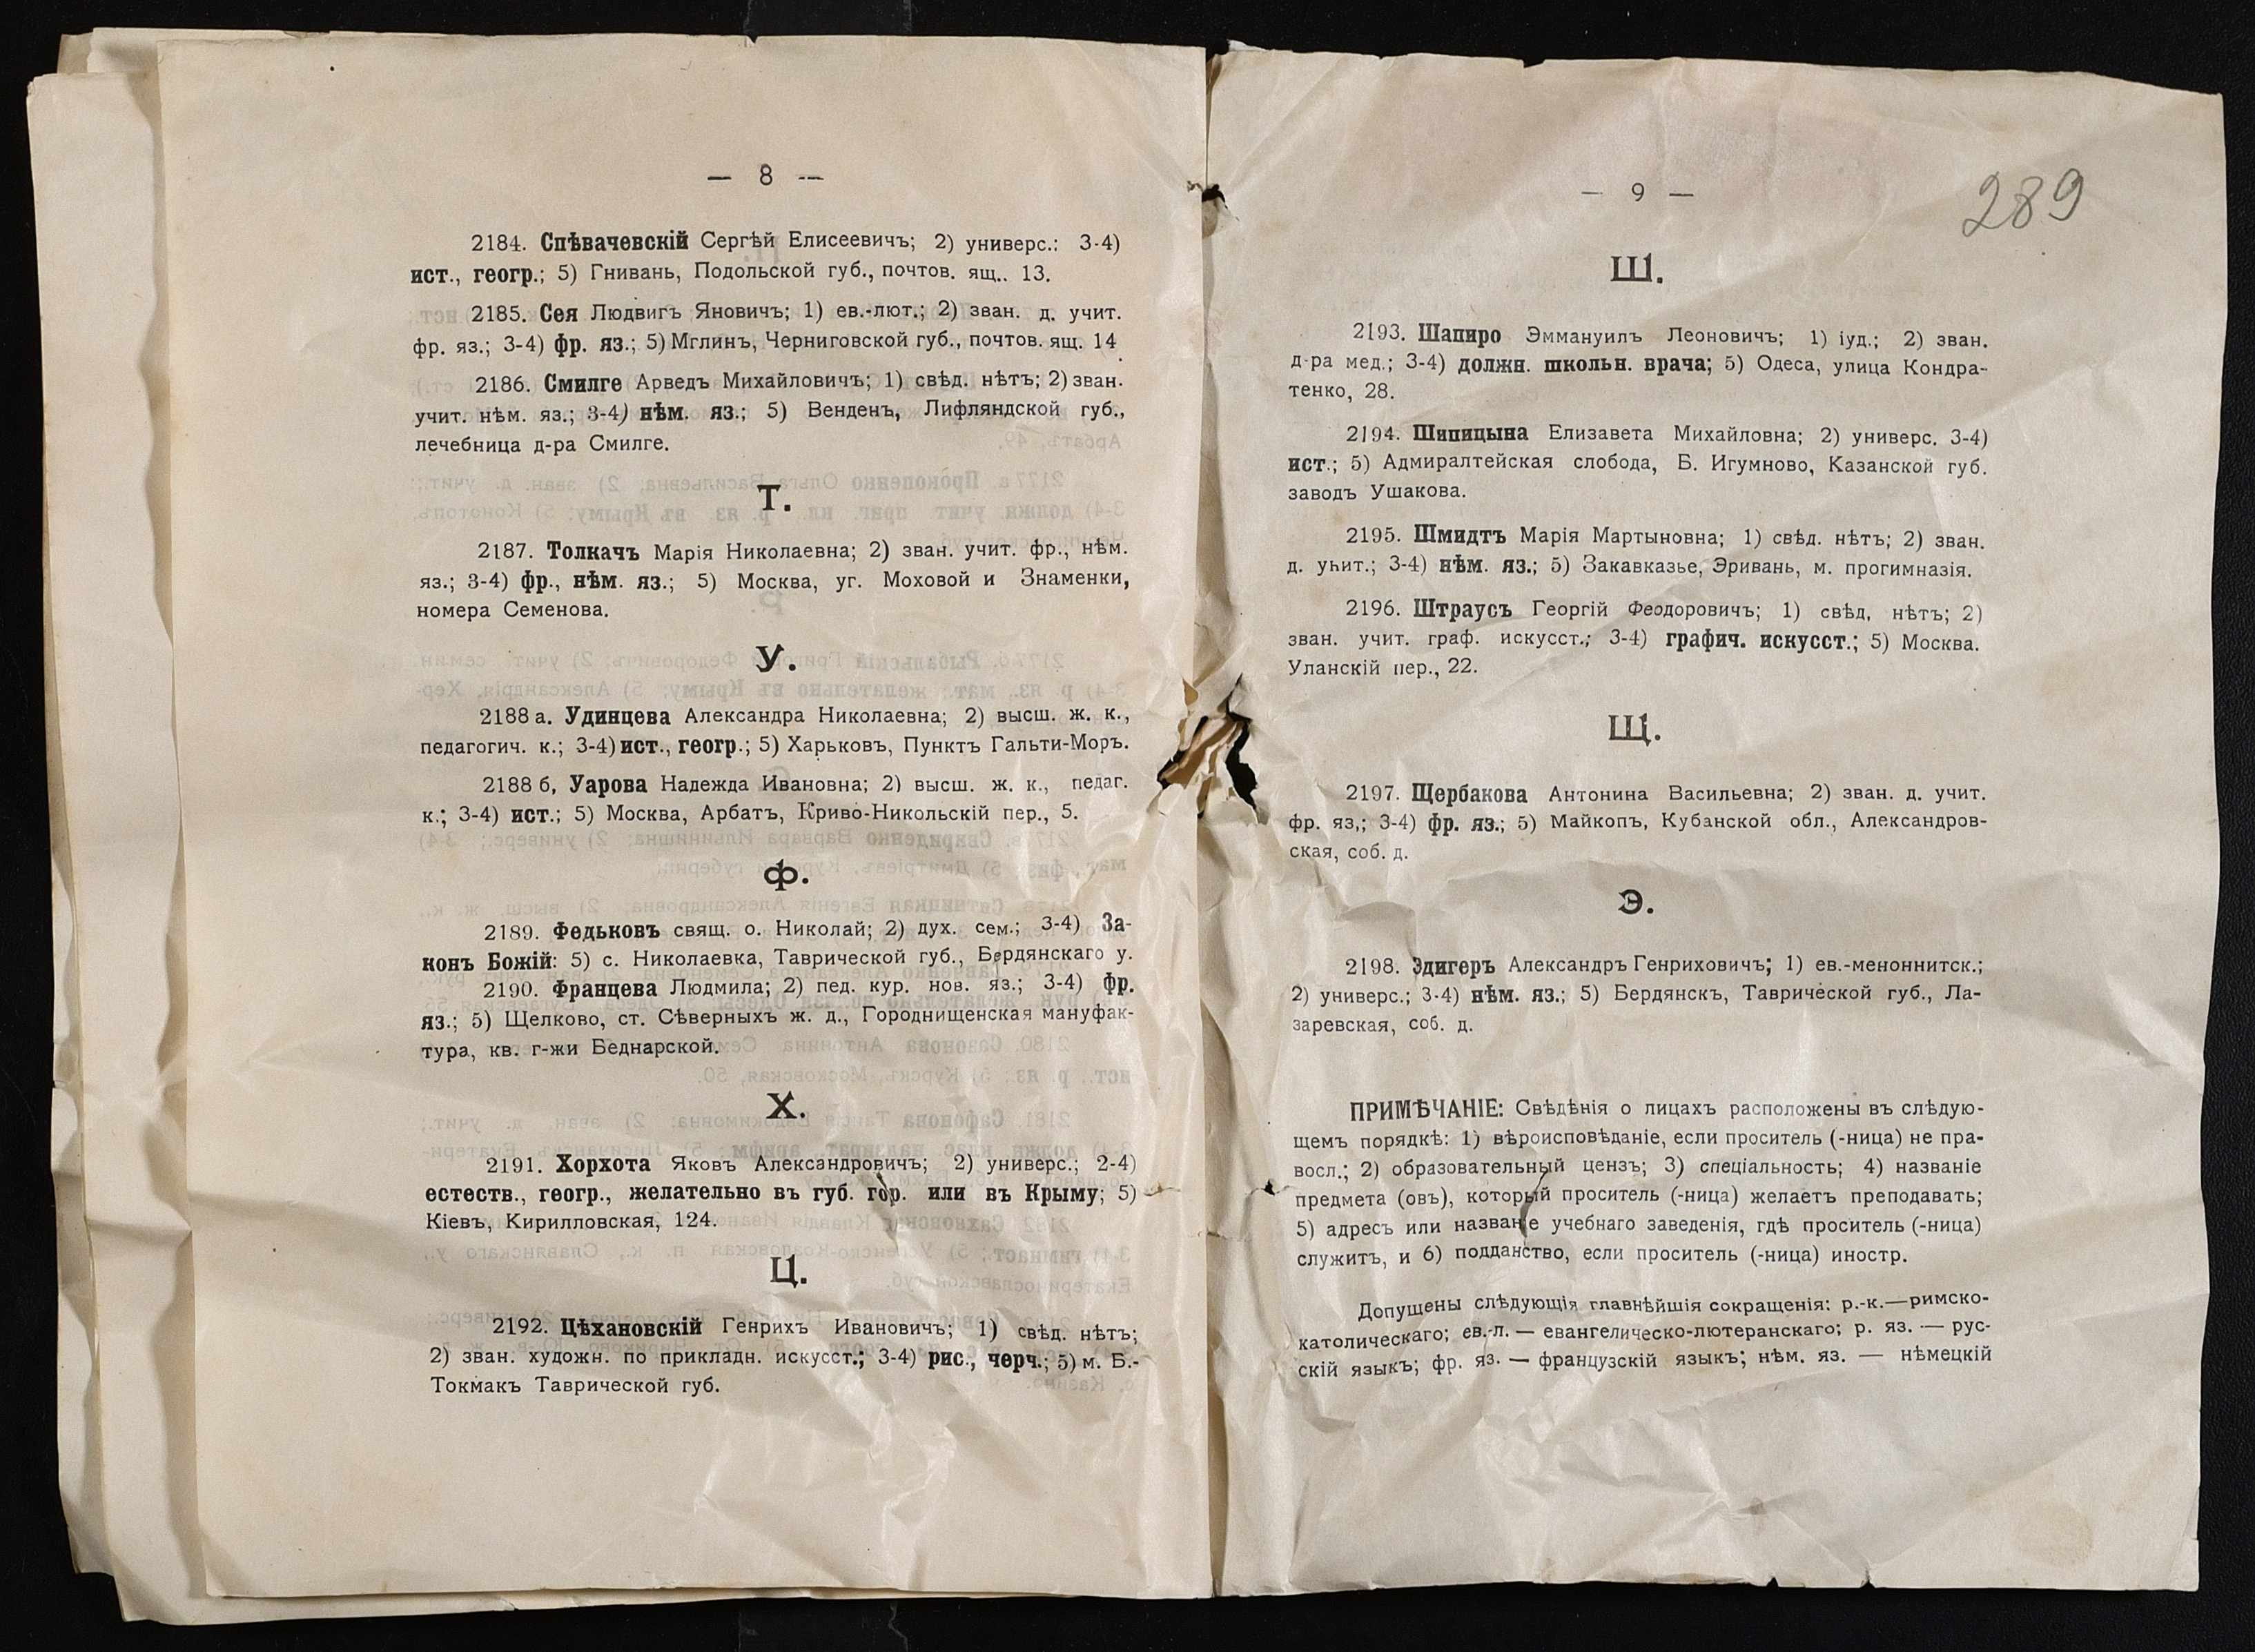 — 8 —
2184. Спѣвачевскій Сергѣй Елисеевичъ; 2) универс.: 3-4)
ист., геогр.; 5) Гнивань, Подольской губ., почтов. ящ.. 13.
2185. Сея Людвигъ Яновичъ; 1) ев.-лют.; 2) зван. д. учит.
фр. яз.; 3-4) фр. яз.; 5) Мглинъ, Черниговской губ., почтов. ящ. 14
2186. Смилге Арведъ Михайловичъ; 1) свѣд. нѣтъ; 2) зван.
учит. нѣм. яз.; 3-4) нѣм. яз.; 5) Венденъ, Лифляндской губ.,
лечебница д-ра Смилге.
Т.
2187. Толкачъ Марія Николаевна; 2) зван. учит. фр., нѣм.
яз.; 3-4) фр., нѣм. яз.; 5) Москва, уг. Моховой и Знаменки,
номера Семенова.
У.
2188 а. Удинцева Александра Николаевна; 2) высш. ж. к.,
педагогич. к.; 3-4) ист., геогр.; 5) Харьковъ, Пунктъ Гальти-Моръ.
2188 б, Уарова Надежда Ивановна; 2) высш. ж. к., педаг.
к.; 3-4) ист.; 5) Москва, Арбатъ, Криво-Никольскій пер., 5.
Ф.
2189. Федьковъ свящ. о. Николай; 2) дух. сем.; 3-4) За-
конъ Божій: 5) с. Николаевка, Таврической губ., Бердянскаго у.
2190. Францева Людмила; 2) пед. кур. нов. яз.; 3-4) фр.
яз.; 5) Щелково, ст. Сѣверныхъ ж. д., Городнищенская мануфак-
тура, кв. г-жи Беднарской.
Х.
2191. Хорхота Яковъ Александровичъ; 2) универс.; 2-4)
естеств., геогр., желательно въ губ. гор. или въ Крыму; 5)
Кіевъ, Кирилловская, 124.
Ц.
2192. Цѣхановскій Генрихъ Ивановичъ; 1) свѣд. нѣтъ;
2) зван. художн. по прикладн. искусст.; 3-4) рис., черч.; 5) м. Б.-
Токмакъ Таврической губ.
— 9 —
289
Ш.
2193. Шапиро Эммануилъ Леоновичъ; 1) іуд.; 2) зван.
д-ра мед.; 3-4) должн. школьн. врача; 5) Одеса, улица Кондра-
тенко, 28.
2194. Шипицына Елизавета Михайловна; 2) универс. 3-4)
ист.; 5) Адмиралтейская слобода, Б. Игумново, Казанской губ.
заводъ Ушакова.
2195. Шмидтъ Марія Мартыновна; 1) свѣд. нѣтъ; 2) зван.
д. учит.; 3-4) нѣм. яз.; 5) Закавказье, Эривань, м. прогимназія.
2196. Штраусъ Георгій Феодоровичъ; 1) свѣд, нѣтъ; 2)
зван. учит. граф. искусст.; 3-4) графич. искусст.; 5) Москва.
Уланскій пер., 22.
Щ.
2197. Щербакова Антонина Васильевна; 2) зван. д. учит.
фр. яз,; 3-4) фр. яз.; 5) Майкопъ, Кубанской обл., Александров-
ская, соб. д.
Э.
2198. Эдигеръ Александръ Генриховичъ; 1) ев.-меноннитск.;
2) универс.; 3-4) нѣм. яз.; 5) Бердянскъ, Таврической губ., Ла-
заревская, соб. д.
ПРИМѢЧАНІЕ: Свѣдѣнія о лицахъ расположены въ слѣдую-
щемъ порядкѣ: 1) вѣроисповѣданіе, если проситель (-ница) не пра-
восл.; 2) образовательный цензъ; 3) спеціальность; 4) названіе
предмета (овъ), который проситель (-ница) желаетъ преподавать;
5) адресъ или названіе учебнаго заведенія, гдѣ проситель (-ница)
служитъ, и 6) подданство, если проситель (-ница) иностр.
Допущены слѣдующія главнѣйшія сокращенія: р.-к.—римско-
католическаго; ев.-л. — евангелическо-лютеранскаго; р. яз. — рус-
скій языкъ; фр. яз. — французскій языкъ; нѣм. яз. — нѣмецкій